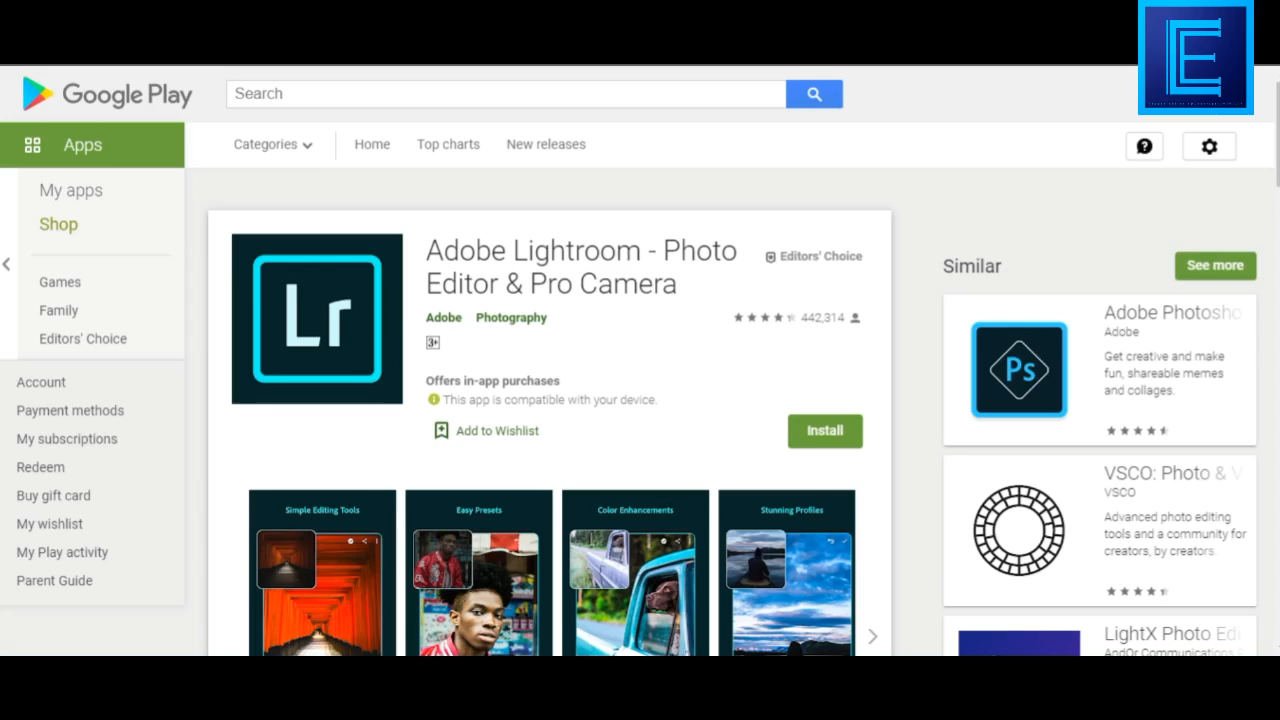 E
Google Play
Search
Apps
Categories
Home
Top charts
New releases
My apps
Shop
Games
Family
Editors' Choice
Account
Payment methods
My subscriptions
Redeem
Buy gift card
My wishlist
My Play activity
Parent Guide
Lr
Adobe Lightroom - Photo
Editor & Pro Camera
Editors' Choice
Adobe Photography
442,314
3+
Offers in-app purchases
This app is compatible with your device.
Add to Wishlist
Install
Simple Editing Tools
Easy Presets
Color Enhancements
Stunning Profiles
Similar
See more
Ps
Adobe Photosho
Adobe
Get creative and make
fun, shareable memes
and collages.
VSCO: Photo & V
VSCO
Advanced photo editing
tools and a community for
creators, by creators.
LightX Photo Edi
AndOr Communications